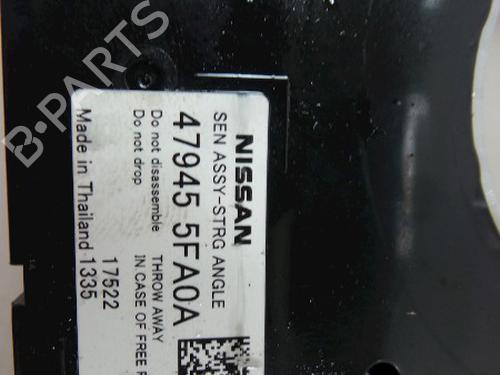 NISSAN
SEN ASSY-STRG ANGLE
47945 5FA0A
Do not disassemble THROW AWAY
Do not drop IN CASE OF FREE
17522
Made in Thailand 1335
B-PARTS